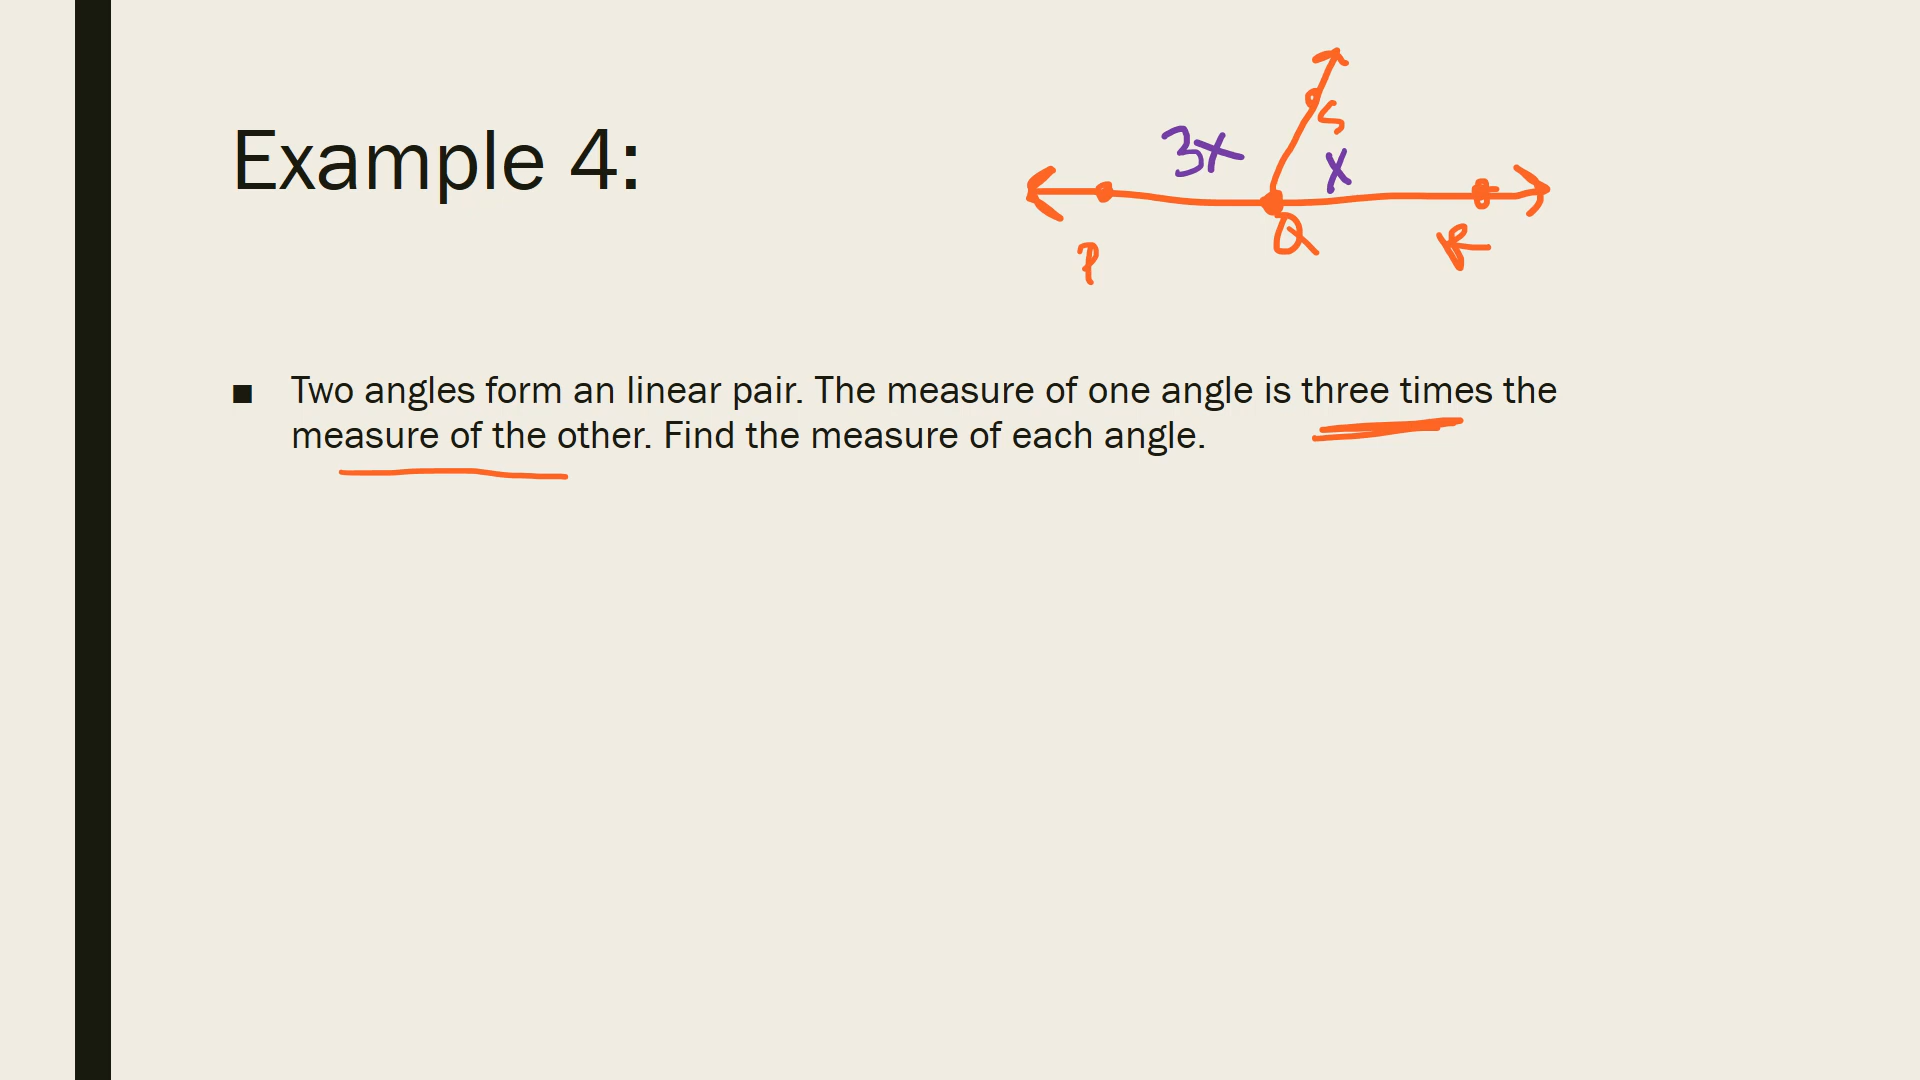 Example 4:
S
3x
x
P
Q
R
■ Two angles form an linear pair. The measure of one angle is three times the
measure of the other. Find the measure of each angle.